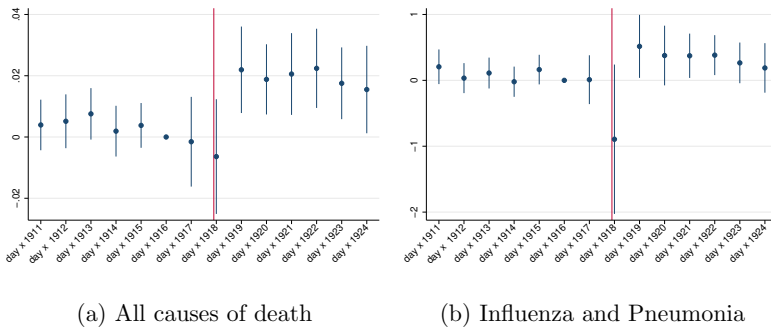 .04
.02
0
-.02
day x 1911
day x 1912
day x 1913
day x 1914
day x 1915
day x 1916
day x 1917
day x 1918
day x 1919
day x 1920
day x 1921
day x 1922
day x 1923
day x 1924
(a) All causes of death
1
0
-1
-2
day x 1911
day x 1912
day x 1913
day x 1914
day x 1915
day x 1916
day x 1917
day x 1918
day x 1919
day x 1920
day x 1921
day x 1922
day x 1923
day x 1924
(b) Influenza and Pneumonia